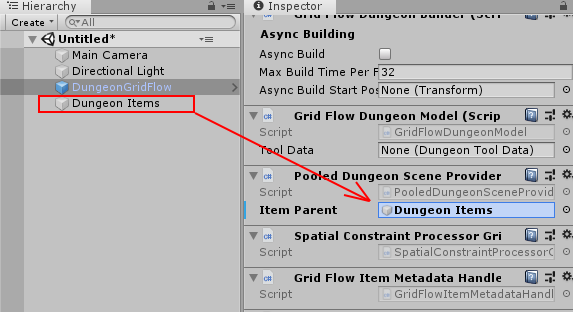 Hierarchy
Create
All
Untitled*
Main Camera
Directional Light
DungeonGridFlow
Dungeon Items
Inspector
Grid Flow Dungeon Builder (Scrip
Async Building
Async Build
Max Build Time Per F 32
Async Build Start Pos None (Transform)
Grid Flow Dungeon Model (Scrip
Script GridFlowDungeonModel
Tool Data None (Dungeon Tool Data)
Pooled Dungeon Scene Provider
Script PooledDungeonSceneProvid
Item Parent Dungeon Items
Spatial Constraint Processor Gri
Script SpatialConstraintProcessorG
Grid Flow Item Metadata Handle
Script GridFlowItemMetadataHandl